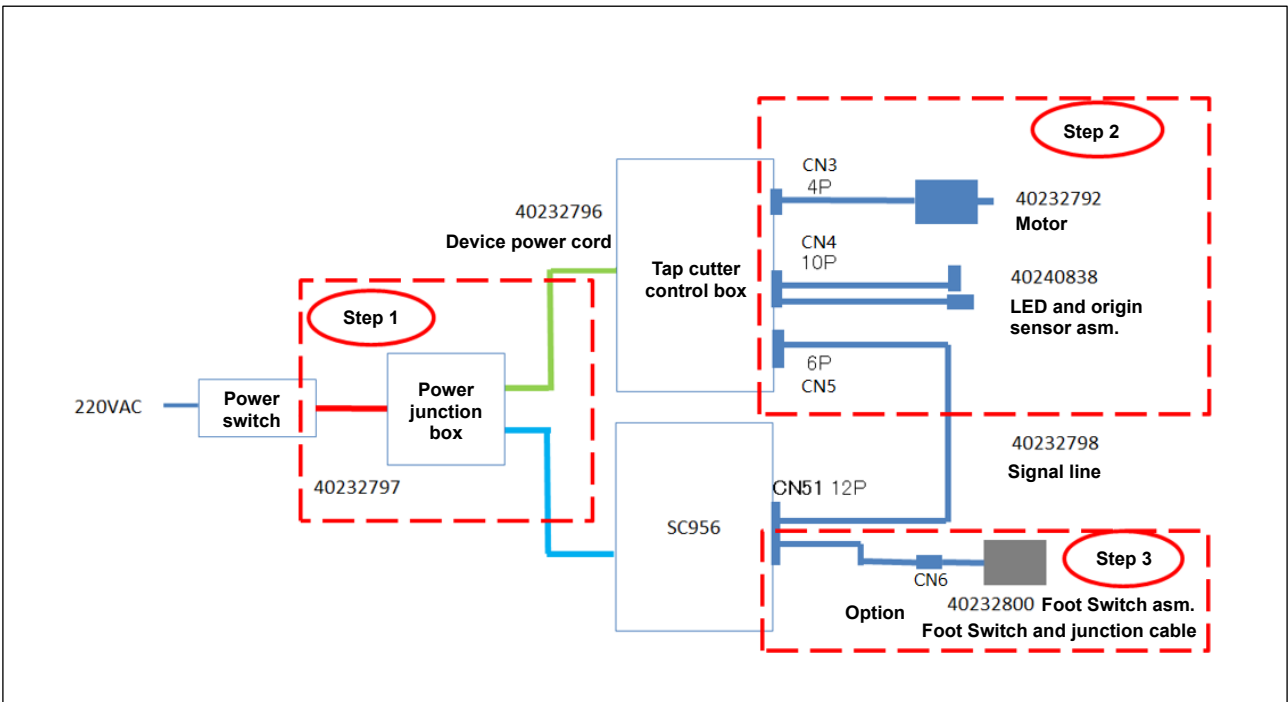 Step 2
CN3
4P
40232792
Motor
40232796
Device power cord
CN4
10P
Tap cutter
control box
40240838
LED and origin
sensor asm.
Step 1
6P
CN5
220VAC
Power
switch
Power
junction
box
40232798
Signal line
40232797
CN51 12P
SC956
Step 3
CN6
Option
40232800 Foot Switch asm.
Foot Switch and junction cable